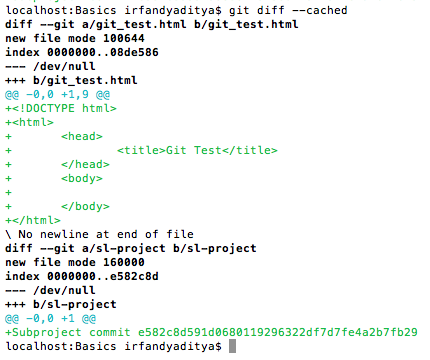 localhost:Basics irfandyaditya$ git diff --cached
diff --git a/git_test.html b/git_test.html
new file mode 100644
index 0000000..08de586
--- /dev/null
+++ b/git_test.html
@@ -0,0 +1,9 @@
+<!DOCTYPE html>
+<html>
+       <head>
+              <title>Git Test</title>
+       </head>
+       <body>
+
+       </body>
+</html>
\ No newline at end of file
diff --git a/sl-project b/sl-project
new file mode 160000
index 0000000..e582c8d
--- /dev/null
+++ b/sl-project
@@ -0,0 +1 @@
+Subproject commit e582c8d591d0680119296322df7d7fe4a2b7fb29
localhost:Basics irfandyaditya$